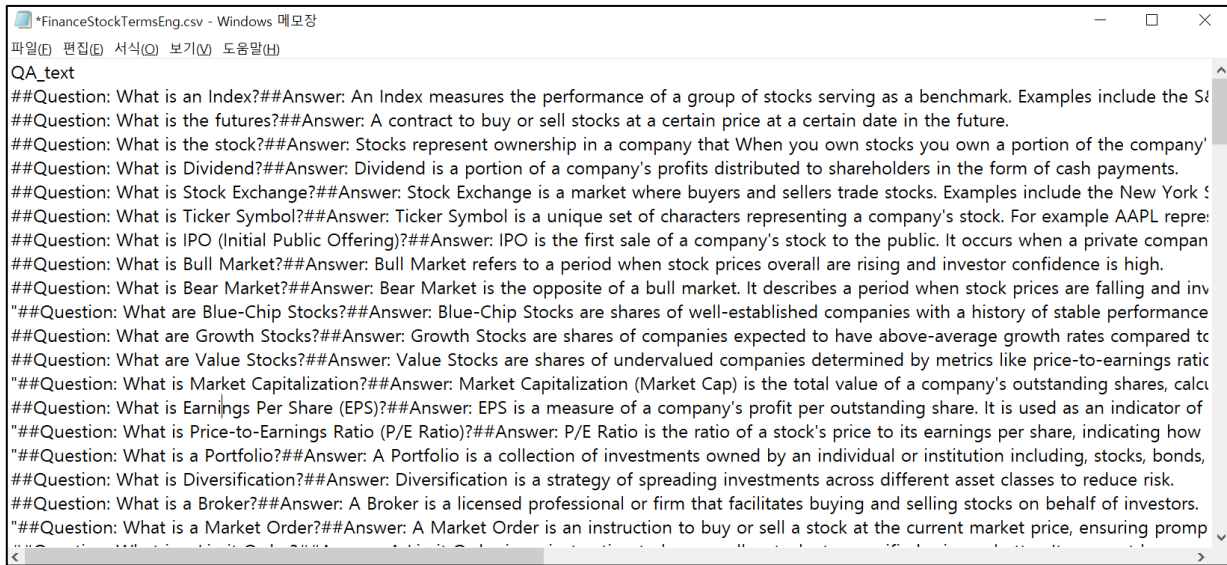 *FinanceStockTermsEng.csv - Windows 메모장
파일(F) 편집(E) 서식(O) 보기(V) 도움말(H)
QA_text
##Question: What is an Index?##Answer: An Index measures the performance of a group of stocks serving as a benchmark. Examples include the S&
##Question: What is the futures?##Answer: A contract to buy or sell stocks at a certain price at a certain date in the future.
##Question: What is the stock?##Answer: Stocks represent ownership in a company that When you own stocks you own a portion of the company'
##Question: What is Dividend?##Answer: Dividend is a portion of a company's profits distributed to shareholders in the form of cash payments.
##Question: What is Stock Exchange?##Answer: Stock Exchange is a market where buyers and sellers trade stocks. Examples include the New York
##Question: What is Ticker Symbol?##Answer: Ticker Symbol is a unique set of characters representing a company's stock. For example AAPL repre
##Question: What is IPO (Initial Public Offering)?##Answer: IPO is the first sale of a company's stock to the public. It occurs when a private compan
##Question: What is Bull Market?##Answer: Bull Market refers to a period when stock prices overall are rising and investor confidence is high.
##Question: What is Bear Market?##Answer: Bear Market is the opposite of a bull market. It describes a period when stock prices are falling and inv
"##Question: What are Blue-Chip Stocks?##Answer: Blue-Chip Stocks are shares of well-established companies with a history of stable performance
##Question: What are Growth Stocks?##Answer: Growth Stocks are shares of companies expected to have above-average growth rates compared to
##Question: What are Value Stocks?##Answer: Value Stocks are shares of undervalued companies determined by metrics like price-to-earnings ratio
"##Question: What is Market Capitalization?##Answer: Market Capitalization (Market Cap) is the total value of a company's outstanding shares, calcu
##Question: What is Earnings Per Share (EPS)?##Answer: EPS is a measure of a company's profit per outstanding share. It is used as an indicator of
"##Question: What is Price-to-Earnings Ratio (P/E Ratio)?##Answer: P/E Ratio is the ratio of a stock's price to its earnings per share, indicating how
"##Question: What is a Portfolio?##Answer: A Portfolio is a collection of investments owned by an individual or institution including, stocks, bonds,
##Question: What is Diversification?##Answer: Diversification is a strategy of spreading investments across different asset classes to reduce risk.
##Question: What is a Broker?##Answer: A Broker is a licensed professional or firm that facilitates buying and selling stocks on behalf of investors.
"##Question: What is a Market Order?##Answer: A Market Order is an instruction to buy or sell a stock at the current market price, ensuring promp